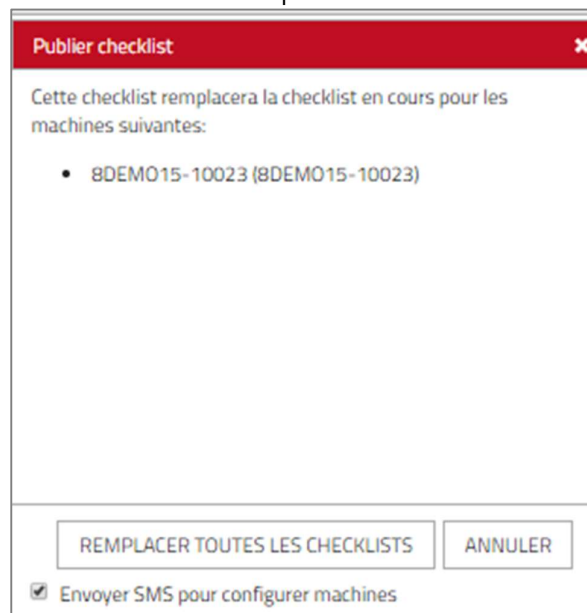 Publier checklist
Cette checklist remplacera la checklist en cours pour les
machines suivantes:
• 8DEMO15-10023 (8DEMO15-10023)
REMPLACER TOUTES LES CHECKLISTS
ANNULER
Envoyer SMS pour configurer machines